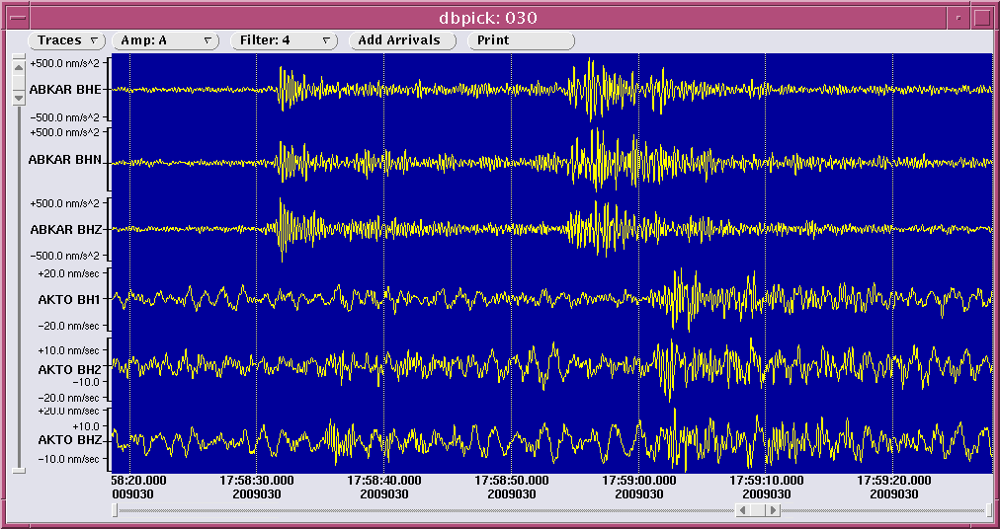 dbpick: 030
Traces Amp: A Filter: 4 Add Arrivals Print
+500.0 nm/s^2
ABKAR BHE
−500.0 nm/s^2
+500.0 nm/s^2
ABKAR BHN
+500.0 nm/s^2
ABKAR BHZ
−500.0 nm/s^2
+20.0 nm/sec
AKTO BH1
−20.0 nm/sec
+10.0 nm/sec
AKTO BH2
−10.0
−20.0 nm/sec
+20.0 nm/sec
+10.0
AKTO BHZ
−10.0 nm/sec
58:20.000 17:58:30.000 17:58:40.000 17:58:50.000 17:59:00.000 17:59:10.000 17:59:20.000
009030 2009030 2009030 2009030 2009030 2009030 2009030